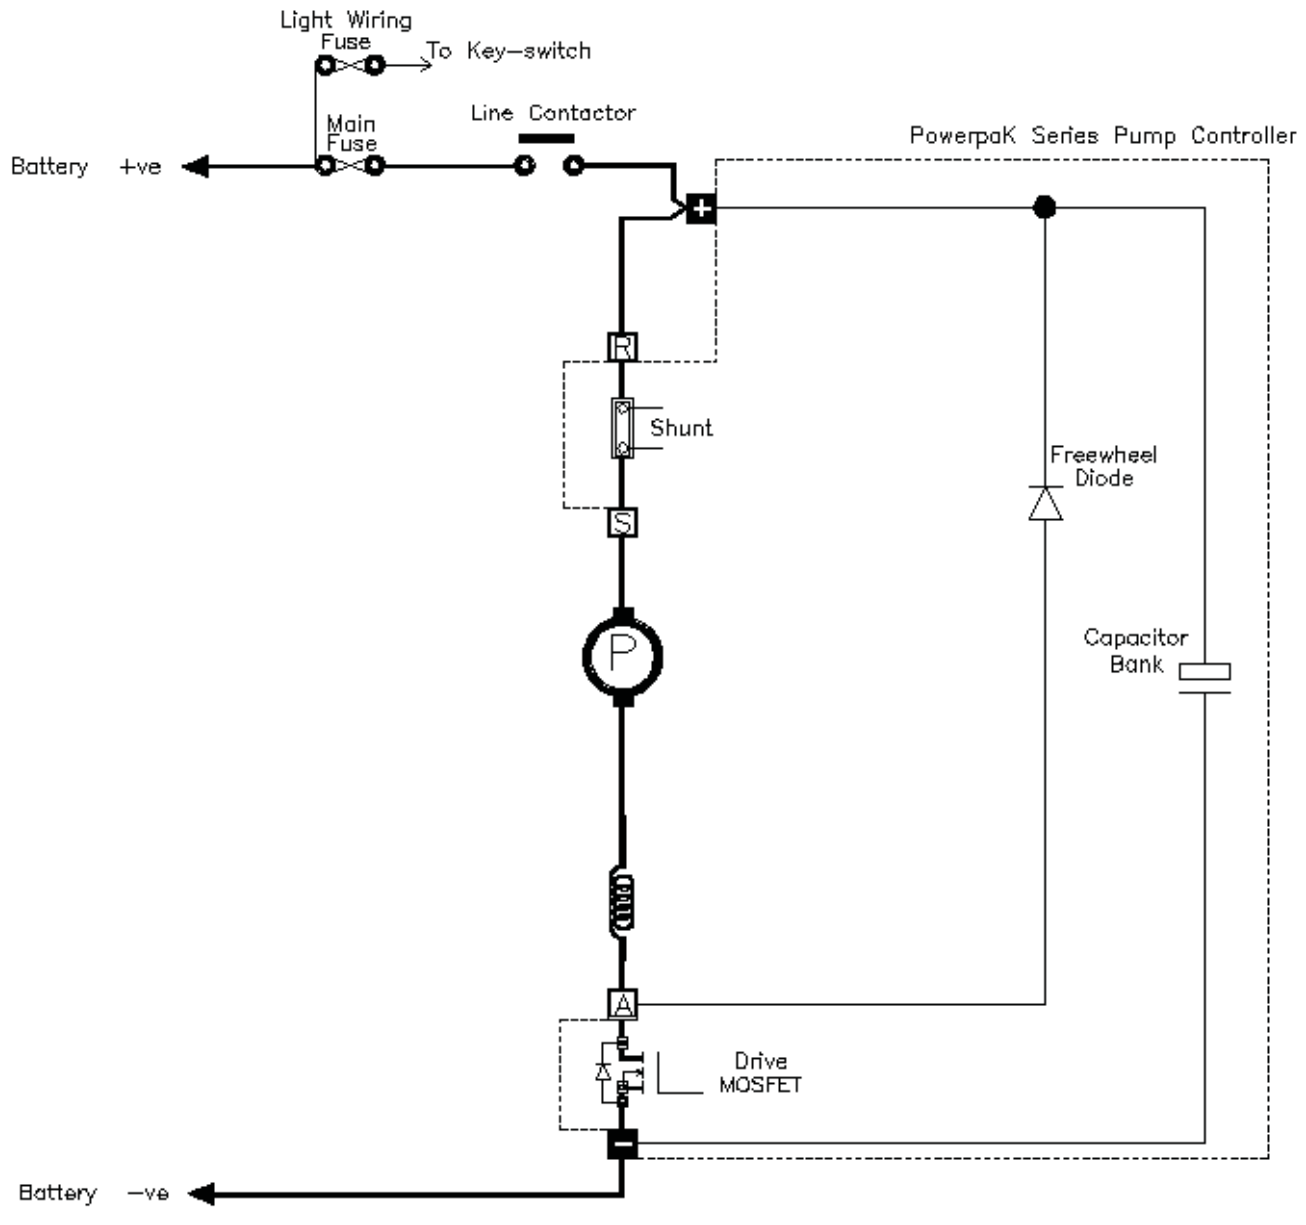 Light Wiring
Fuse
To Key-switch
Main
Fuse
Line Contactor
PowerpaK Series Pump Controller
Battery +ve
+
R
Shunt
Freewheel
Diode
S
P
Capacitor
Bank
A
Drive
MOSFET
-
Battery -ve